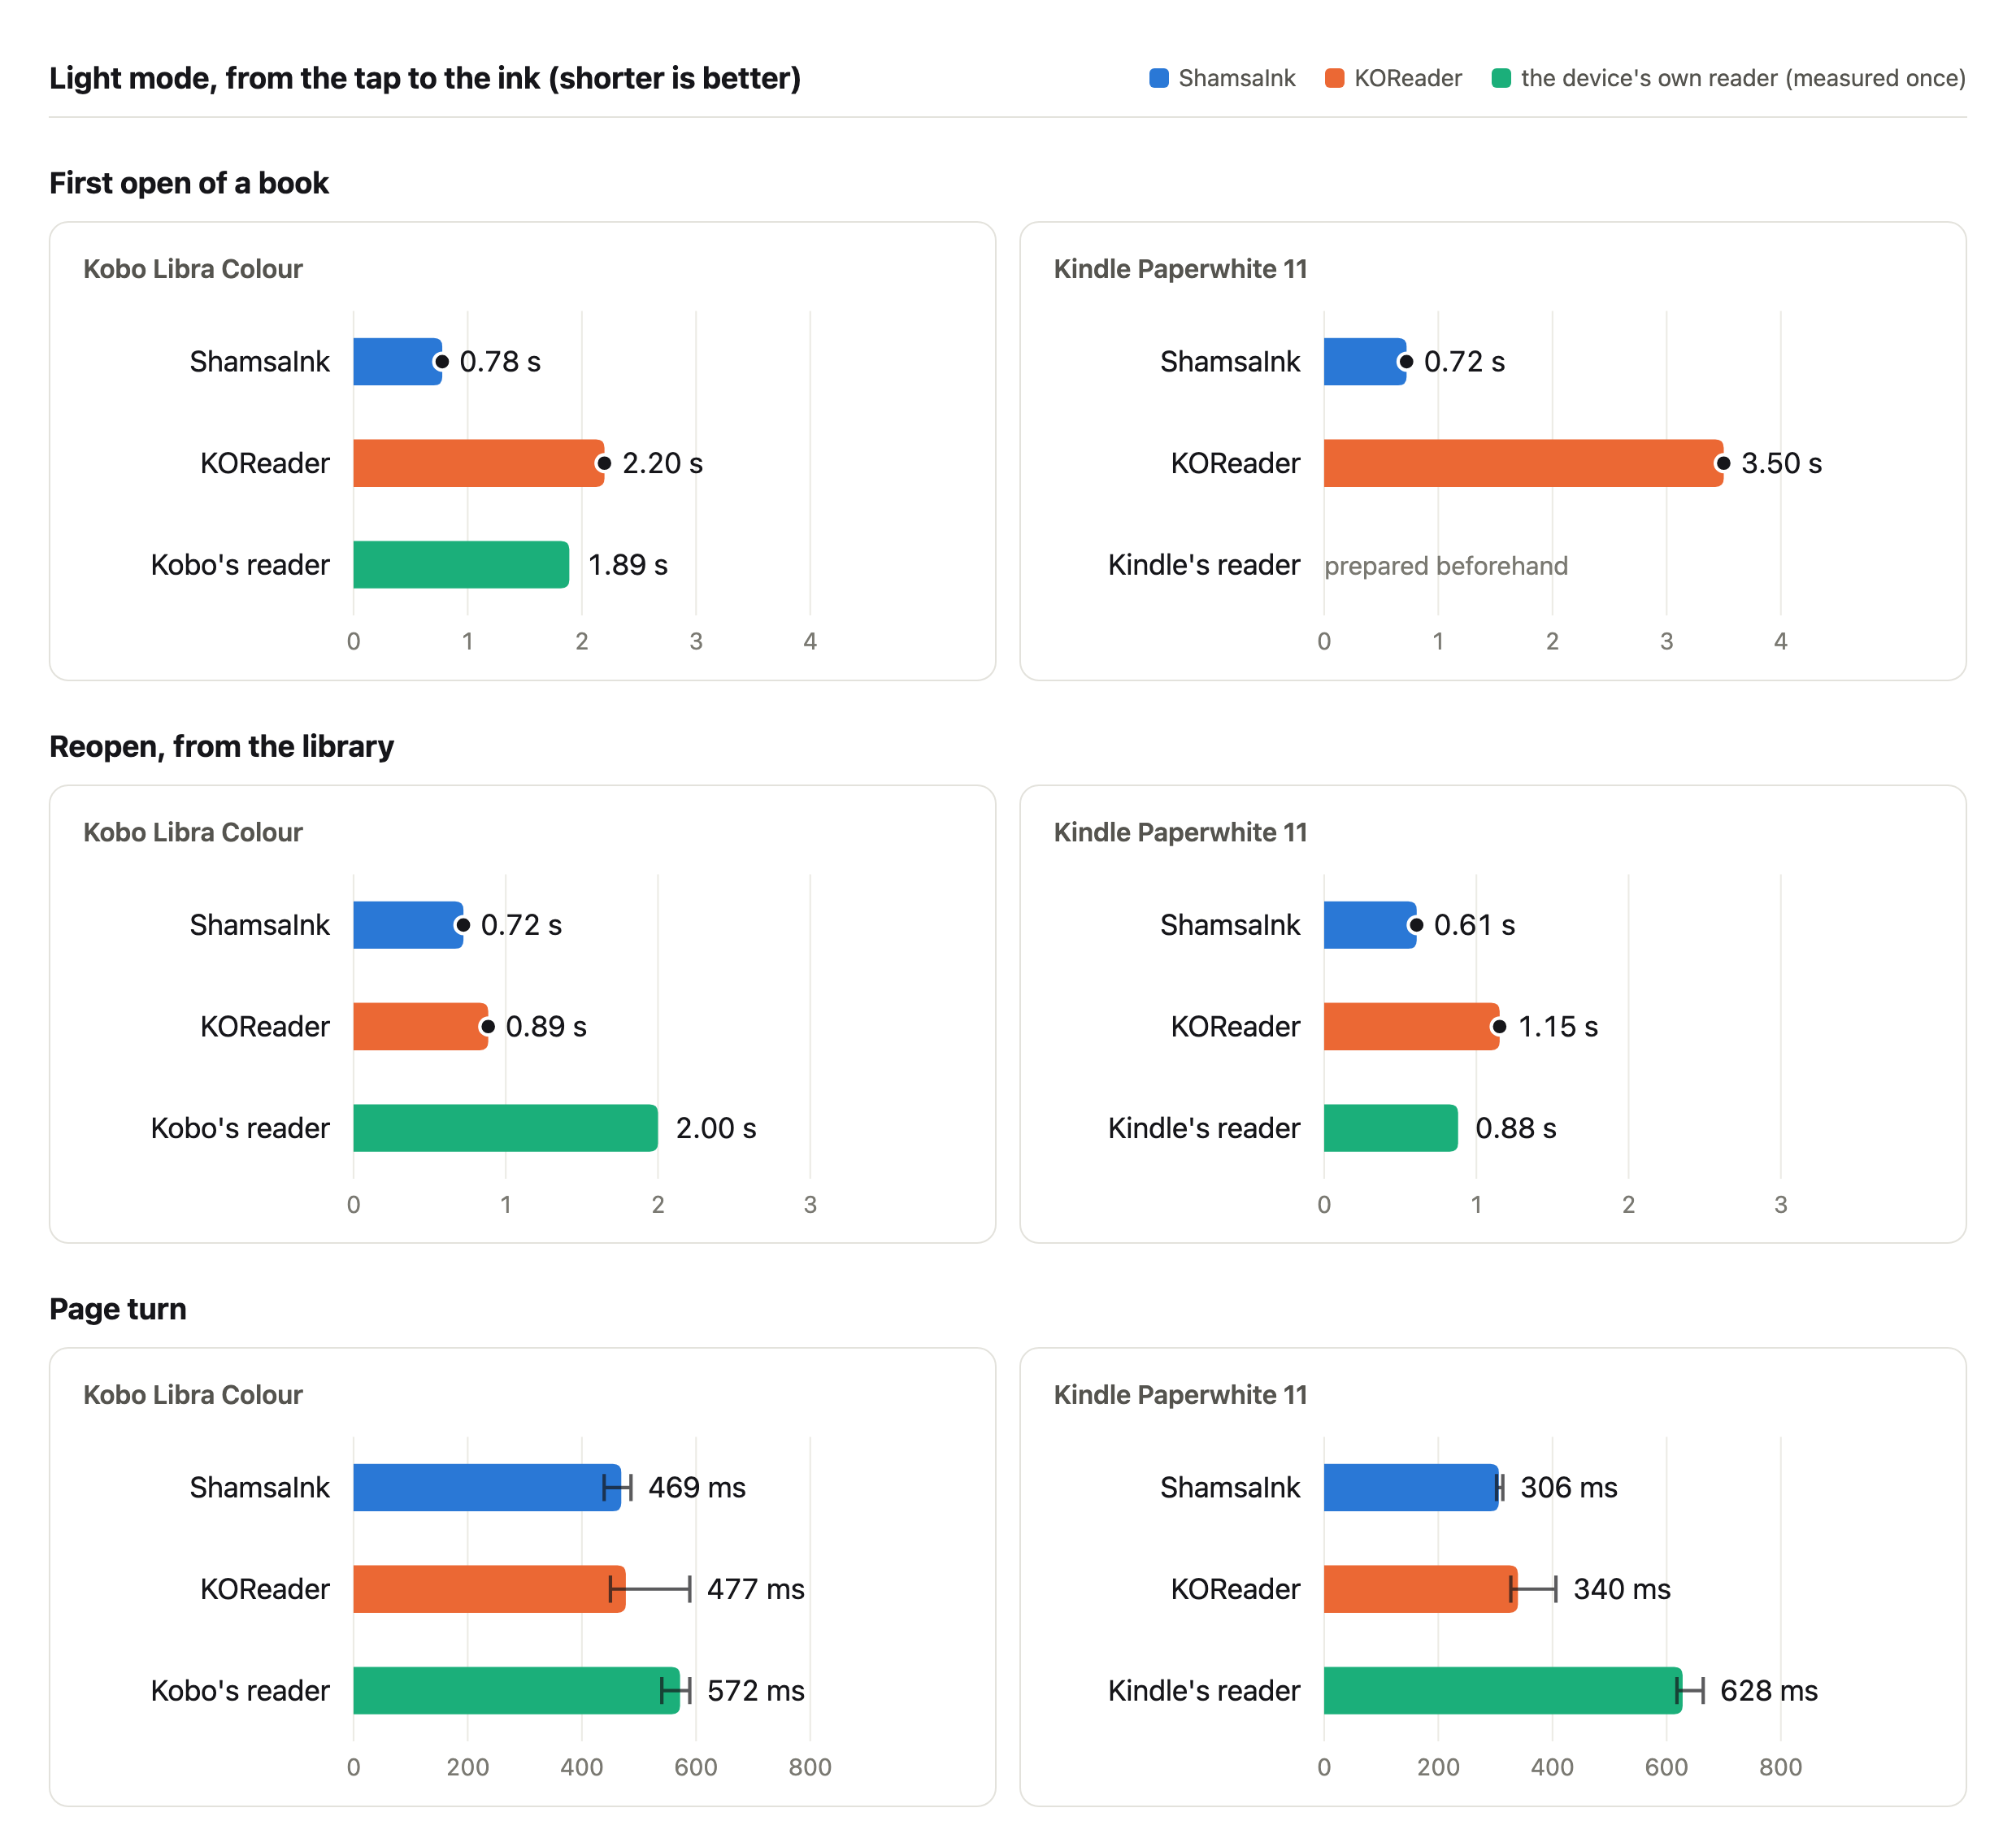 Light mode, from the tap to the ink (shorter is better)
ShamsaInk KOReader the device's own reader (measured once)
First open of a book
Kobo Libra Colour
ShamsaInk 0.78 s
KOReader 2.20 s
Kobo's reader 1.89 s
0 1 2 3 4
Kindle Paperwhite 11
ShamsaInk 0.72 s
KOReader 3.50 s
Kindle's reader prepared beforehand
0 1 2 3 4
Reopen, from the library
Kobo Libra Colour
ShamsaInk 0.72 s
KOReader 0.89 s
Kobo's reader 2.00 s
0 1 2 3
Kindle Paperwhite 11
ShamsaInk 0.61 s
KOReader 1.15 s
Kindle's reader 0.88 s
0 1 2 3
Page turn
Kobo Libra Colour
ShamsaInk 469 ms
KOReader 477 ms
Kobo's reader 572 ms
0 200 400 600 800
Kindle Paperwhite 11
ShamsaInk 306 ms
KOReader 340 ms
Kindle's reader 628 ms
0 200 400 600 800